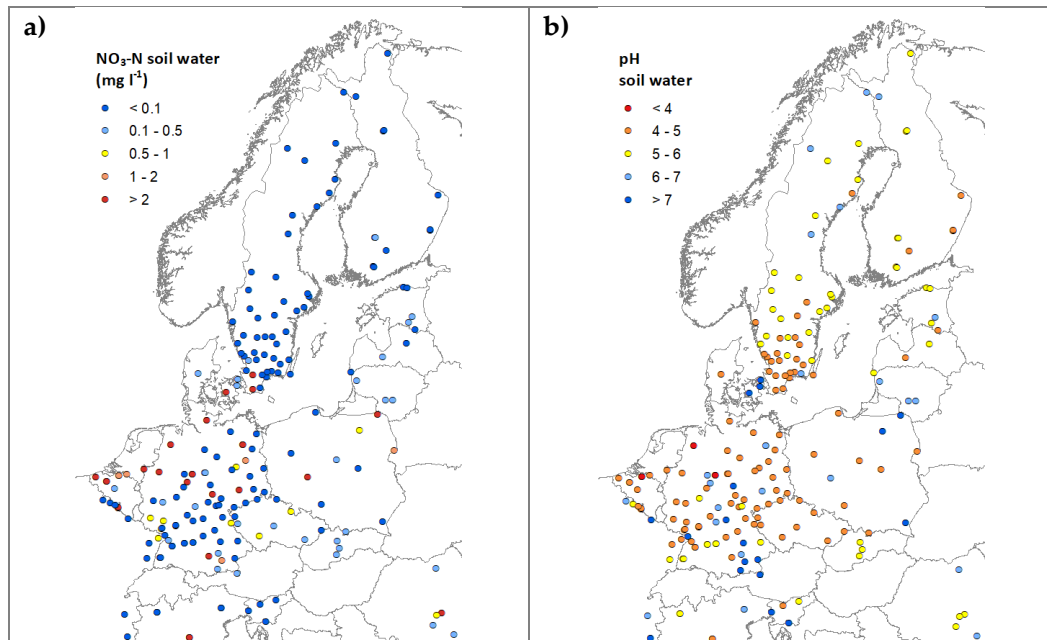 a)
NO₃-N soil water
(mg l⁻¹)
< 0.1
0.1 - 0.5
0.5 - 1
1 - 2
> 2
b)
pH
soil water
< 4
4 - 5
5 - 6
6 - 7
> 7